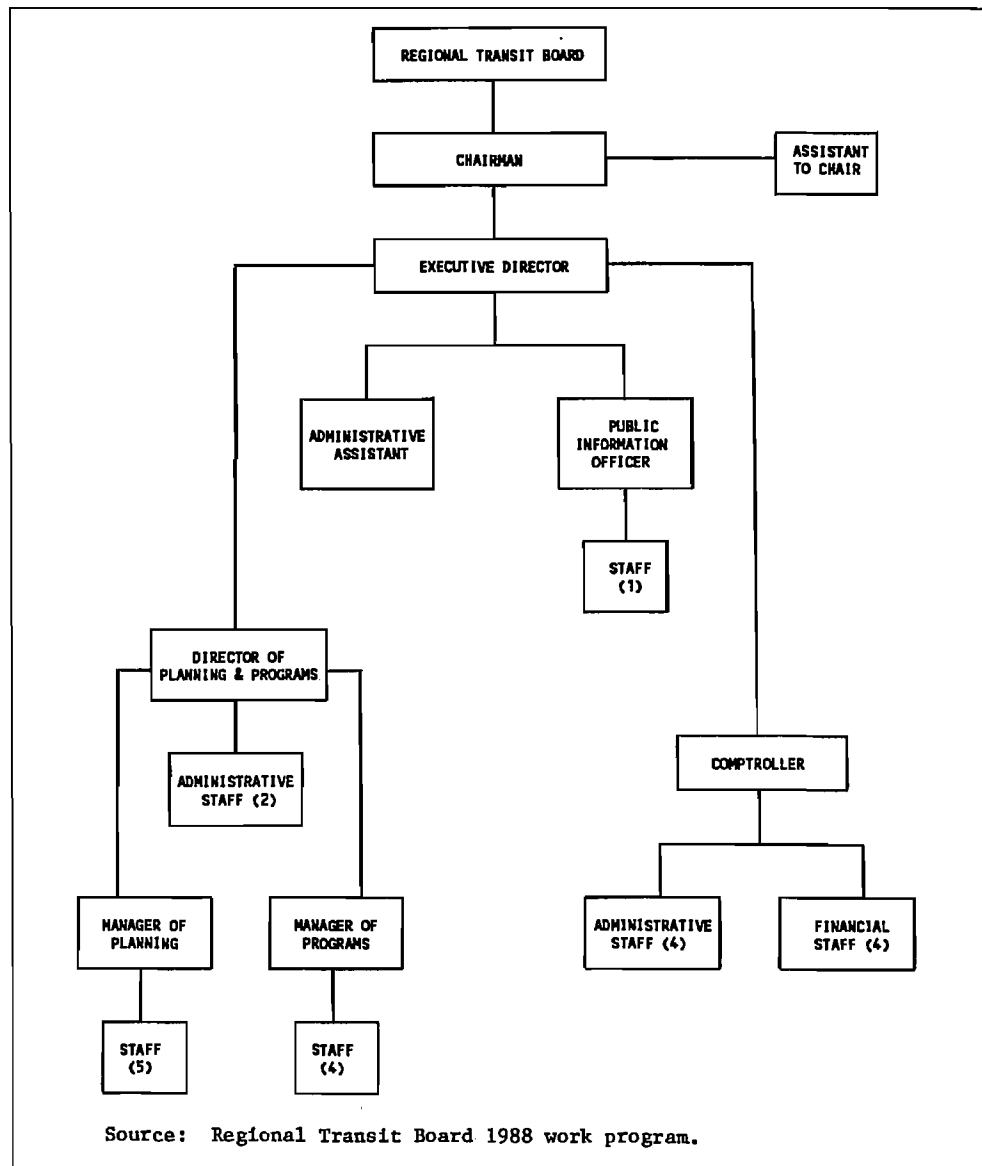 REGIONAL TRANSIT BOARD
CHAIRMAN
ASSISTANT
TO CHAIR
EXECUTIVE DIRECTOR
ADMINISTRATIVE
ASSISTANT
PUBLIC
INFORMATION
OFFICER
STAFF
(1)
DIRECTOR OF
PLANNING & PROGRAMS
ADMINISTRATIVE
STAFF (2)
COMPTROLLER
MANAGER OF
PLANNING
MANAGER OF
PROGRAMS
ADMINISTRATIVE
STAFF (4)
FINANCIAL
STAFF (4)
STAFF
(5)
STAFF
(4)
Source: Regional Transit Board 1988 work program.